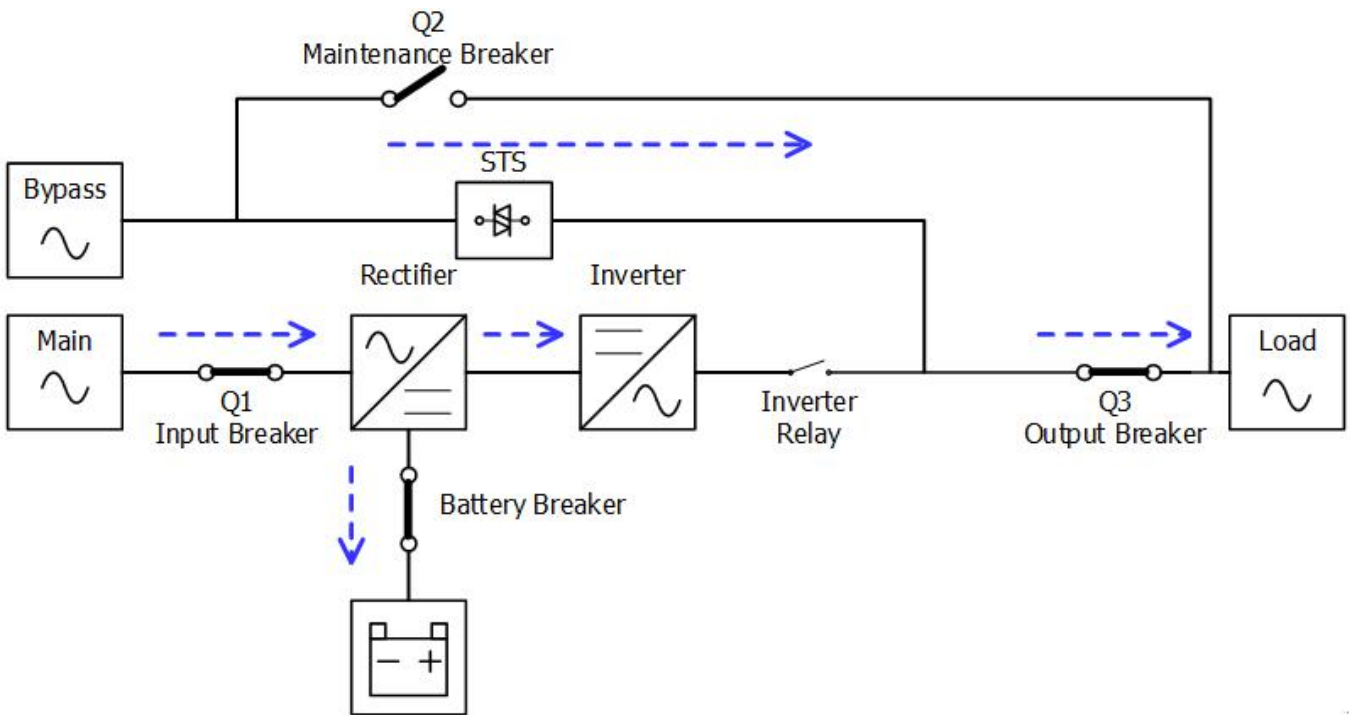 Q2
Maintenance Breaker
STS
Bypass
Rectifier
Inverter
Main
Load
Q1
Input Breaker
Inverter
Relay
Q3
Output Breaker
Battery Breaker
− +